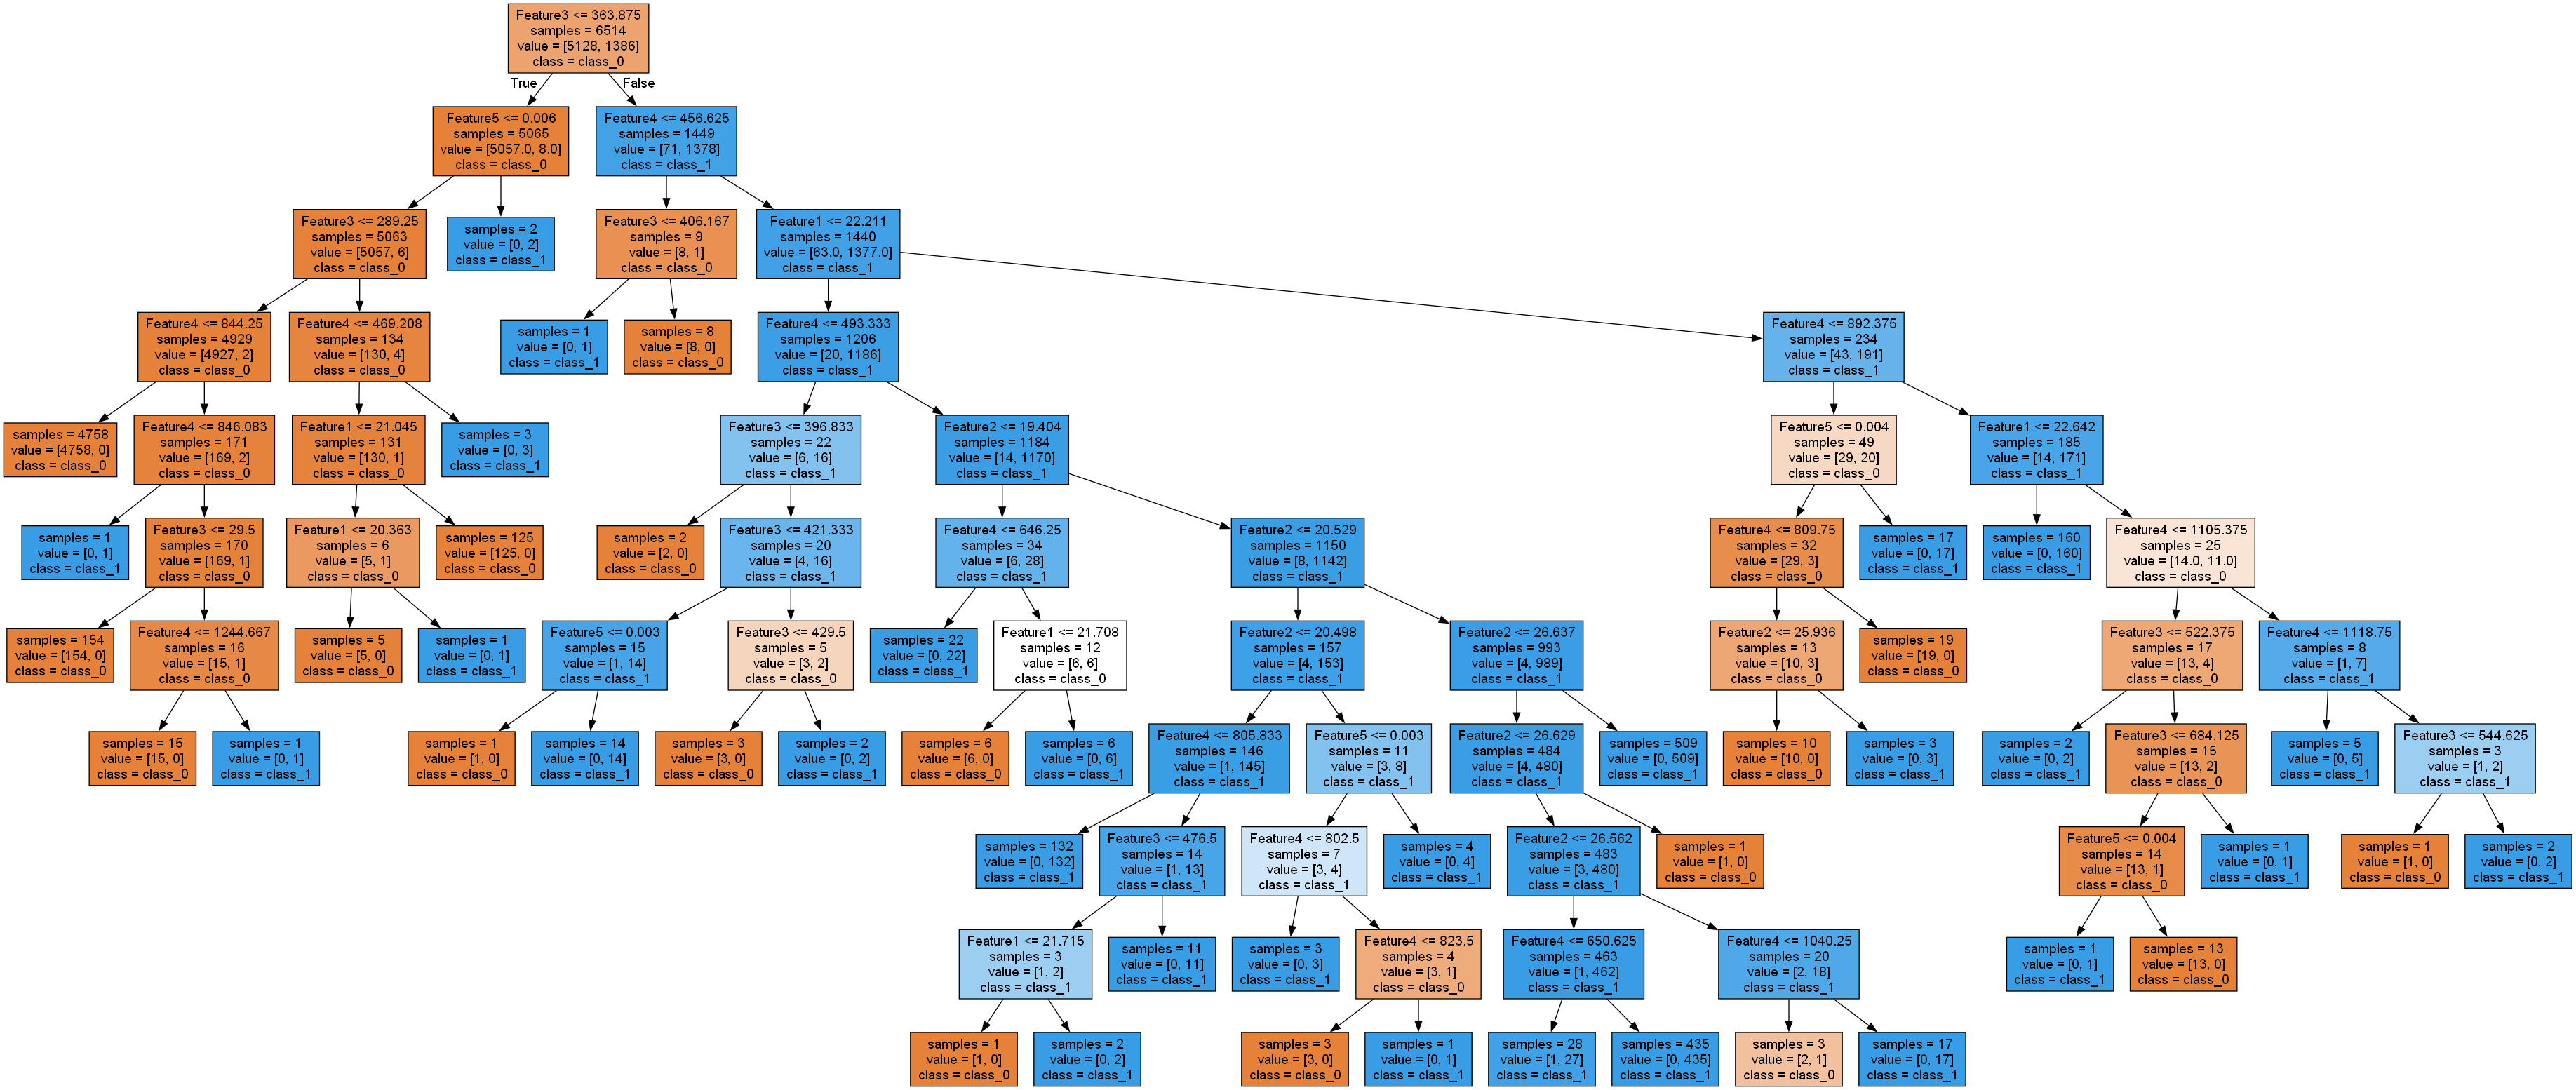 Feature3 <= 363.875
samples = 6514
value = [5128, 1386]
class = class_0
True
False
Feature5 <= 0.006
samples = 5065
value = [5057.0, 8.0]
class = class_0
Feature4 <= 456.625
samples = 1449
value = [71, 1378]
class = class_1
Feature3 <= 289.25
samples = 5063
value = [5057, 6]
class = class_0
samples = 2
value = [0, 2]
class = class_1
Feature3 <= 406.167
samples = 9
value = [8, 1]
class = class_0
Feature1 <= 22.211
samples = 1440
value = [63.0, 1377.0]
class = class_1
Feature4 <= 844.25
samples = 4929
value = [4927, 2]
class = class_0
Feature4 <= 469.208
samples = 134
value = [130, 4]
class = class_0
samples = 1
value = [0, 1]
class = class_1
samples = 8
value = [8, 0]
class = class_0
Feature4 <= 493.333
samples = 1206
value = [20, 1186]
class = class_1
Feature4 <= 892.375
samples = 234
value = [43, 191]
class = class_1
samples = 4758
value = [4758, 0]
class = class_0
Feature4 <= 846.083
samples = 171
value = [169, 2]
class = class_0
Feature1 <= 21.045
samples = 131
value = [130, 1]
class = class_0
samples = 3
value = [0, 3]
class = class_1
Feature3 <= 396.833
samples = 22
value = [6, 16]
class = class_1
Feature2 <= 19.404
samples = 1184
value = [14, 1170]
class = class_1
Feature5 <= 0.004
samples = 49
value = [29, 20]
class = class_0
Feature1 <= 22.642
samples = 185
value = [14, 171]
class = class_1
samples = 1
value = [0, 1]
class = class_1
Feature3 <= 29.5
samples = 170
value = [169, 1]
class = class_0
Feature1 <= 20.363
samples = 6
value = [5, 1]
class = class_0
samples = 125
value = [125, 0]
class = class_0
samples = 2
value = [2, 0]
class = class_0
Feature3 <= 421.333
samples = 20
value = [4, 16]
class = class_1
Feature4 <= 646.25
samples = 34
value = [6, 28]
class = class_1
Feature2 <= 20.529
samples = 1150
value = [8, 1142]
class = class_1
Feature4 <= 809.75
samples = 32
value = [29, 3]
class = class_0
samples = 17
value = [0, 17]
class = class_1
samples = 160
value = [0, 160]
class = class_1
Feature4 <= 1105.375
samples = 25
value = [14.0, 11.0]
class = class_0
samples = 154
value = [154, 0]
class = class_0
Feature4 <= 1244.667
samples = 16
value = [15, 1]
class = class_0
samples = 5
value = [5, 0]
class = class_0
samples = 1
value = [0, 1]
class = class_1
Feature5 <= 0.003
samples = 15
value = [1, 14]
class = class_1
Feature3 <= 429.5
samples = 5
value = [3, 2]
class = class_0
samples = 22
value = [0, 22]
class = class_1
Feature1 <= 21.708
samples = 12
value = [6, 6]
class = class_0
Feature2 <= 20.498
samples = 157
value = [4, 153]
class = class_1
Feature2 <= 26.637
samples = 993
value = [4, 989]
class = class_1
Feature2 <= 25.936
samples = 13
value = [10, 3]
class = class_0
samples = 19
value = [19, 0]
class = class_0
Feature3 <= 522.375
samples = 17
value = [13, 4]
class = class_0
Feature4 <= 1118.75
samples = 8
value = [1, 7]
class = class_1
samples = 15
value = [15, 0]
class = class_0
samples = 1
value = [0, 1]
class = class_1
samples = 1
value = [1, 0]
class = class_0
samples = 14
value = [0, 14]
class = class_1
samples = 3
value = [3, 0]
class = class_0
samples = 2
value = [0, 2]
class = class_1
samples = 6
value = [6, 0]
class = class_0
samples = 6
value = [0, 6]
class = class_1
Feature4 <= 805.833
samples = 146
value = [1, 145]
class = class_1
Feature5 <= 0.003
samples = 11
value = [3, 8]
class = class_1
Feature2 <= 26.629
samples = 484
value = [4, 480]
class = class_1
samples = 509
value = [0, 509]
class = class_1
samples = 10
value = [10, 0]
class = class_0
samples = 3
value = [0, 3]
class = class_1
samples = 2
value = [0, 2]
class = class_1
Feature3 <= 684.125
samples = 15
value = [13, 2]
class = class_0
samples = 5
value = [0, 5]
class = class_1
Feature3 <= 544.625
samples = 3
value = [1, 2]
class = class_1
samples = 132
value = [0, 132]
class = class_1
Feature3 <= 476.5
samples = 14
value = [1, 13]
class = class_1
Feature4 <= 802.5
samples = 7
value = [3, 4]
class = class_1
samples = 4
value = [0, 4]
class = class_1
Feature2 <= 26.562
samples = 483
value = [3, 480]
class = class_1
samples = 1
value = [1, 0]
class = class_0
Feature5 <= 0.004
samples = 14
value = [13, 1]
class = class_0
samples = 1
value = [0, 1]
class = class_1
samples = 1
value = [1, 0]
class = class_0
samples = 2
value = [0, 2]
class = class_1
Feature1 <= 21.715
samples = 3
value = [1, 2]
class = class_1
samples = 11
value = [0, 11]
class = class_1
samples = 3
value = [0, 3]
class = class_1
Feature4 <= 823.5
samples = 4
value = [3, 1]
class = class_0
Feature4 <= 650.625
samples = 463
value = [1, 462]
class = class_1
Feature4 <= 1040.25
samples = 20
value = [2, 18]
class = class_1
samples = 1
value = [0, 1]
class = class_1
samples = 13
value = [13, 0]
class = class_0
samples = 1
value = [1, 0]
class = class_0
samples = 2
value = [0, 2]
class = class_1
samples = 3
value = [3, 0]
class = class_0
samples = 1
value = [0, 1]
class = class_1
samples = 28
value = [1, 27]
class = class_1
samples = 435
value = [0, 435]
class = class_1
samples = 3
value = [2, 1]
class = class_0
samples = 17
value = [0, 17]
class = class_1